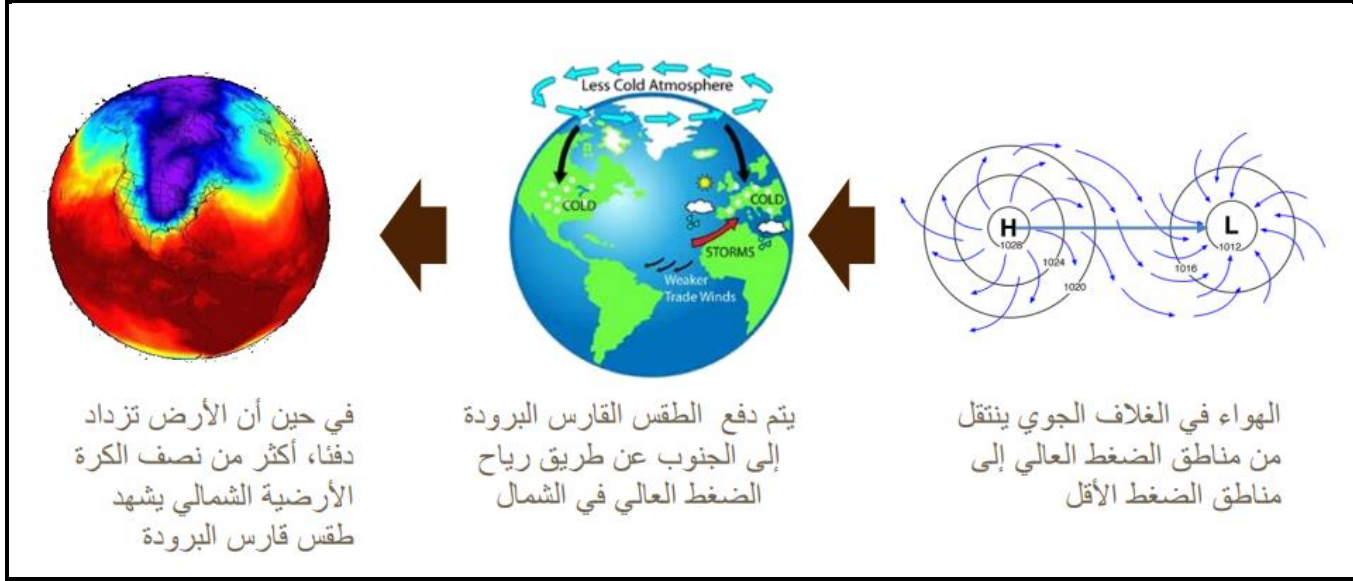 H
1028
1024
1020
L
1012
1016
الهواء في الغلاف الجوي ينتقل
من مناطق الضغط العالي إلى
مناطق الضغط الأقل
Less Cold Atmosphere
COLD
COLD
STORMS
Weaker
Trade Winds
يتم دفع الطقس القارس البرودة
إلى الجنوب عن طريق رياح
الضغط العالي في الشمال
في حين أن الأرض تزداد
دفئا، أكثر من نصف الكرة
الأرضية الشمالي يشهد
طقس قارس البرودة